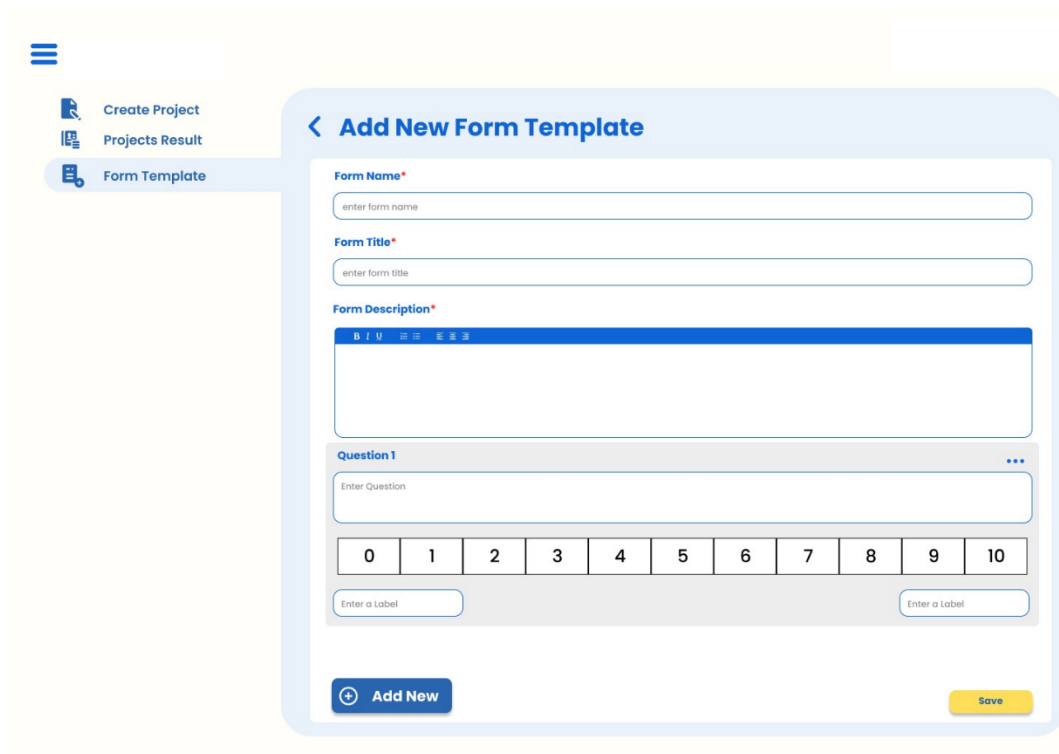 Create Project
Projects Result
Form Template
Add New Form Template
Form Name*
enter form name
Form Title*
enter form title
Form Description*
B I U
Question 1
Enter Question
0 1 2 3 4 5 6 7 8 9 10
Enter a Label Enter a Label
Add New
Save